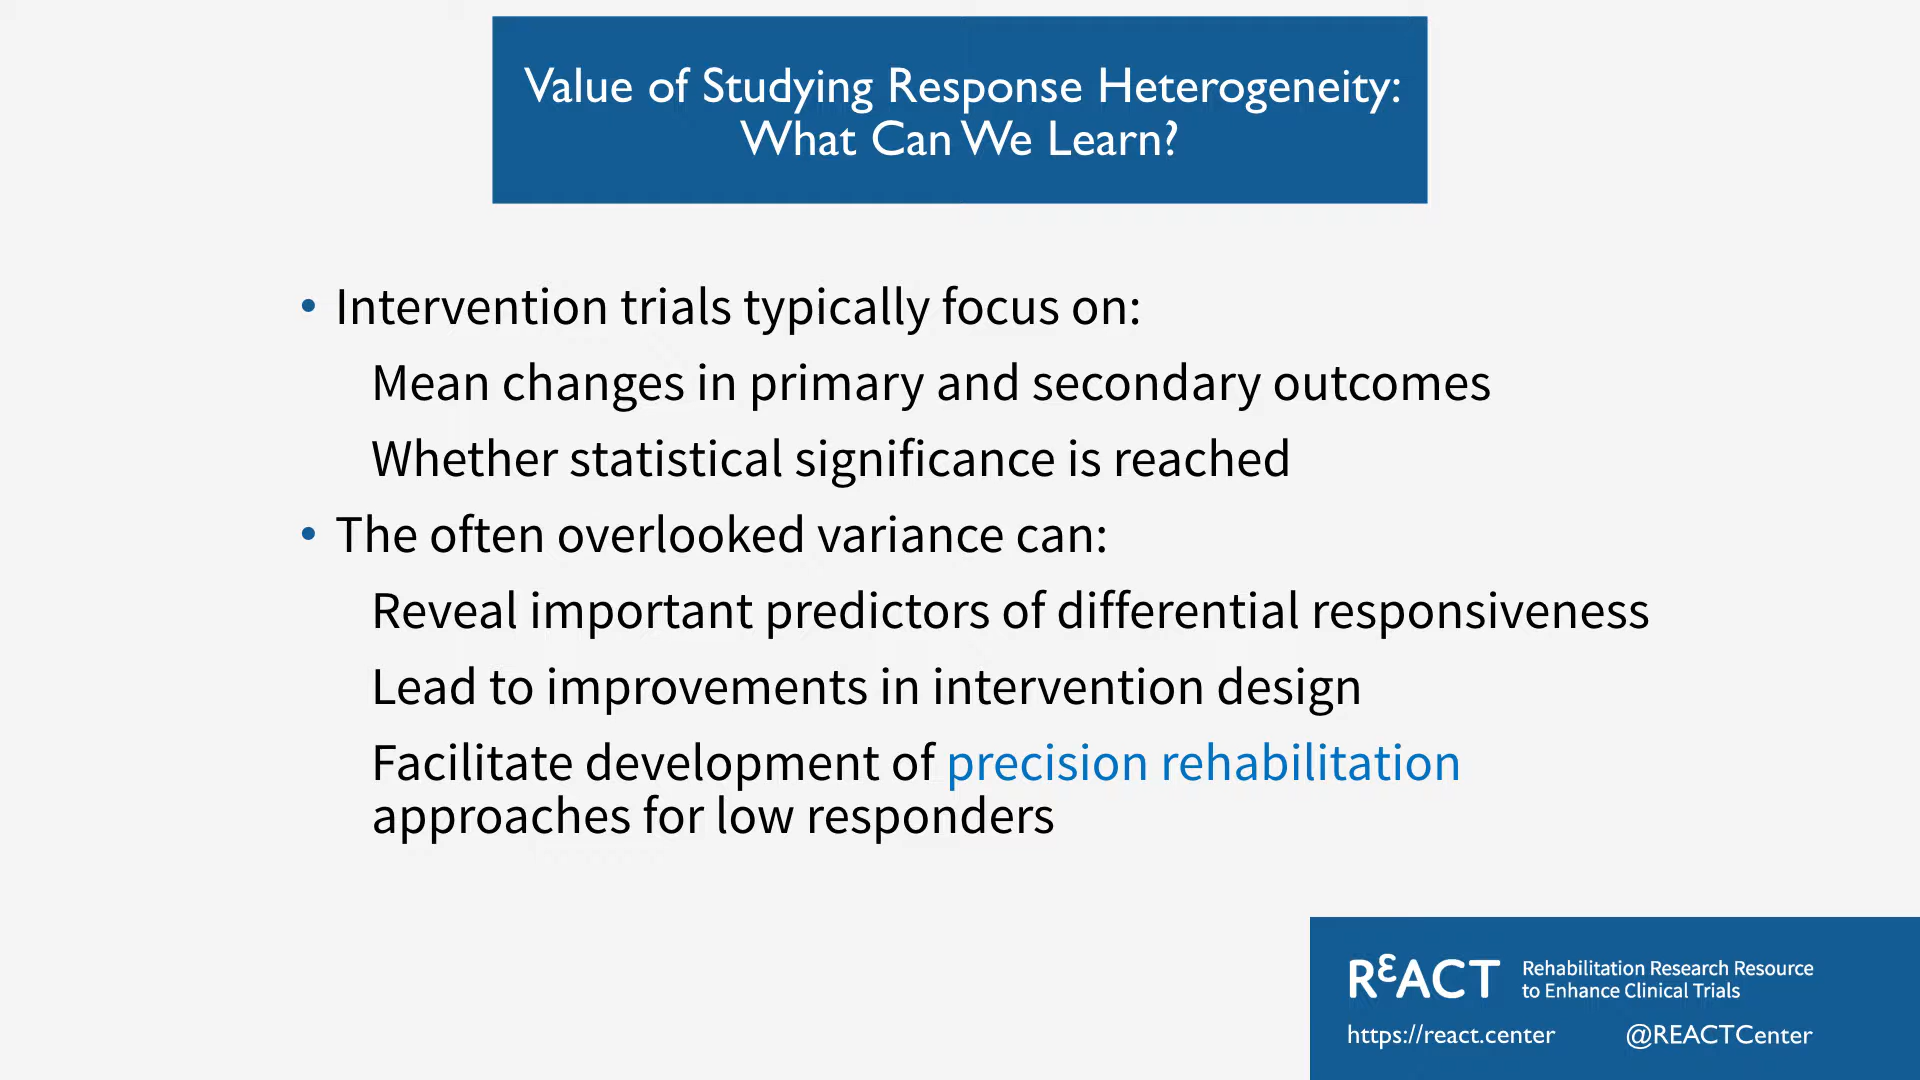 Value of Studying Response Heterogeneity:
What Can We Learn?
• Intervention trials typically focus on:
Mean changes in primary and secondary outcomes
Whether statistical significance is reached
• The often overlooked variance can:
Reveal important predictors of differential responsiveness
Lead to improvements in intervention design
Facilitate development of precision rehabilitation
approaches for low responders
RƐACT
Rehabilitation Research Resource
to Enhance Clinical Trials
https://react.center @REACTCenter